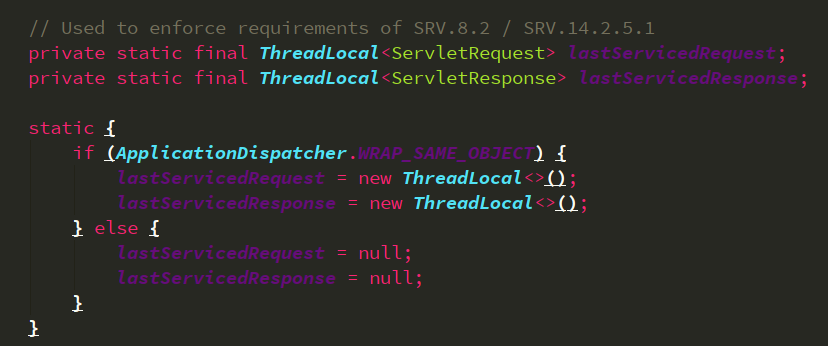 // Used to enforce requirements of SRV.8.2 / SRV.14.2.5.1
private static final ThreadLocal<ServletRequest> lastServicedRequest;
private static final ThreadLocal<ServletResponse> lastServicedResponse;
static {
if (ApplicationDispatcher.WRAP_SAME_OBJECT) {
lastServicedRequest = new ThreadLocal<>();
lastServicedResponse = new ThreadLocal<>();
} else {
lastServicedRequest = null;
lastServicedResponse = null;
}
}